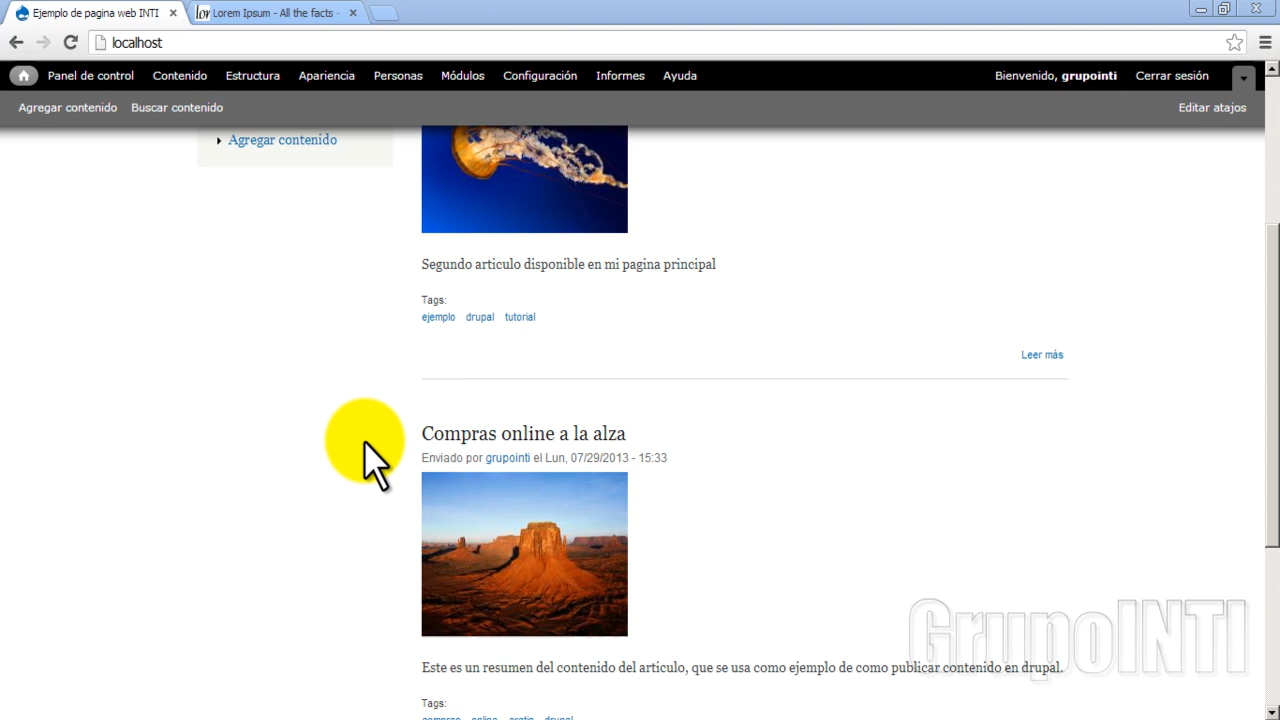 Ejemplo de pagina web INTI
Lorem Ipsum - All the facts -
localhost
Panel de control Contenido Estructura Apariencia Personas Módulos Configuración Informes Ayuda Bienvenido, grupointi Cerrar sesión
Agregar contenido Buscar contenido Editar atajos
Agregar contenido
Segundo articulo disponible en mi pagina principal
Tags:
ejemplo drupal tutorial
Leer más
Compras online a la alza
Enviado por grupointi el Lun, 07/29/2013 - 15:33
GrupoINTI
Este es un resumen del contenido del articulo, que se usa como ejemplo de como publicar contenido en drupal.
Tags:
compras online gratis drupal